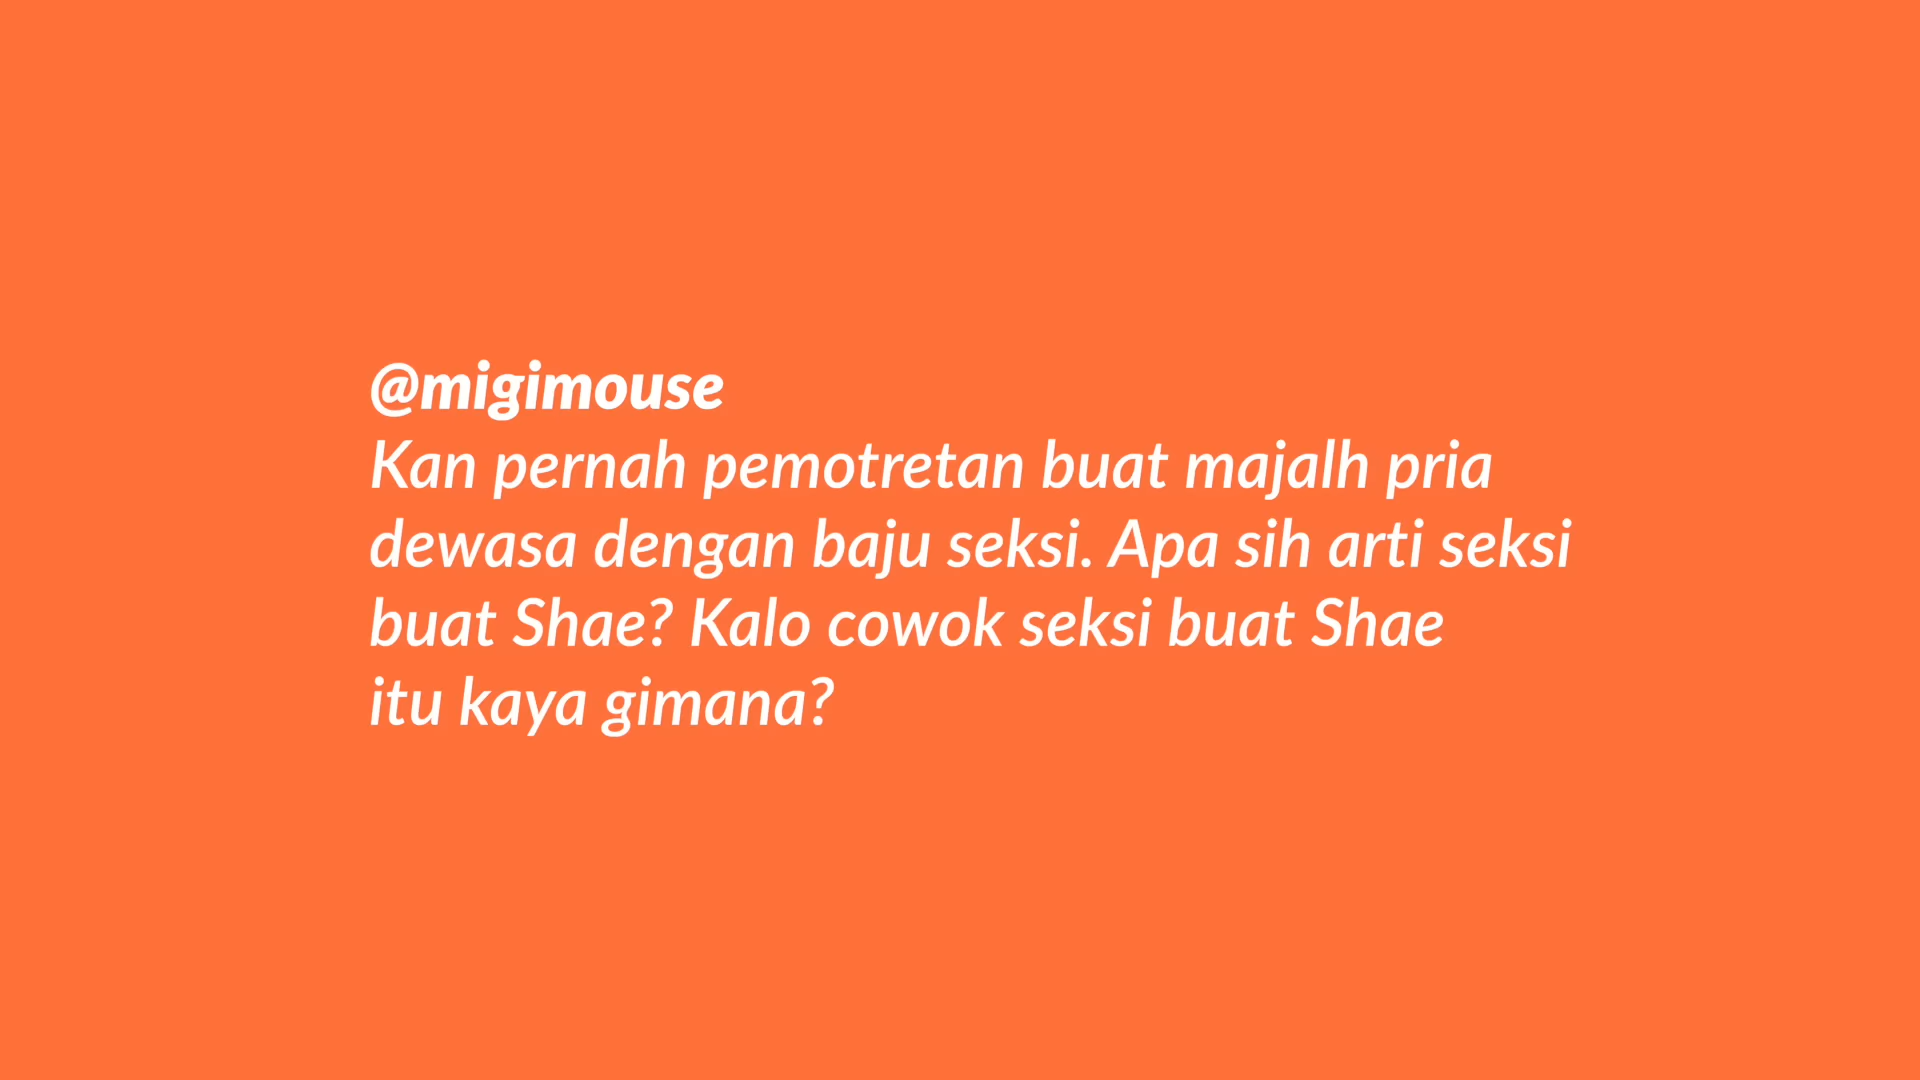 @migimouse
Kan pernah pemotretan buat majalh pria
dewasa dengan baju seksi. Apa sih arti seksi
buat Shae? Kalo cowok seksi buat Shae
itu kaya gimana?